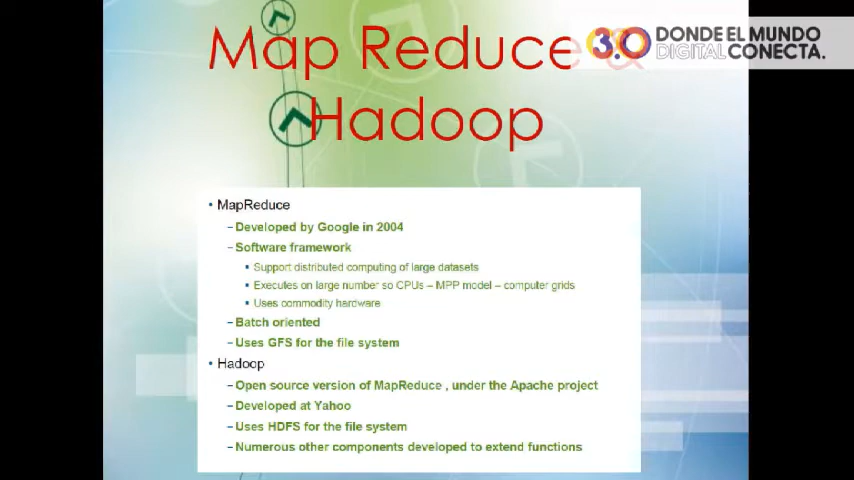 Map Reduce &
Hadoop
3.0 DONDE EL MUNDO
DIGITAL CONECTA.
• MapReduce
–Developed by Google in 2004
–Software framework
▪ Support distributed computing of large datasets
▪ Executes on large number so CPUs – MPP model – computer grids
▪ Uses commodity hardware
–Batch oriented
–Uses GFS for the file system
• Hadoop
–Open source version of MapReduce , under the Apache project
–Developed at Yahoo
–Uses HDFS for the file system
–Numerous other components developed to extend functions